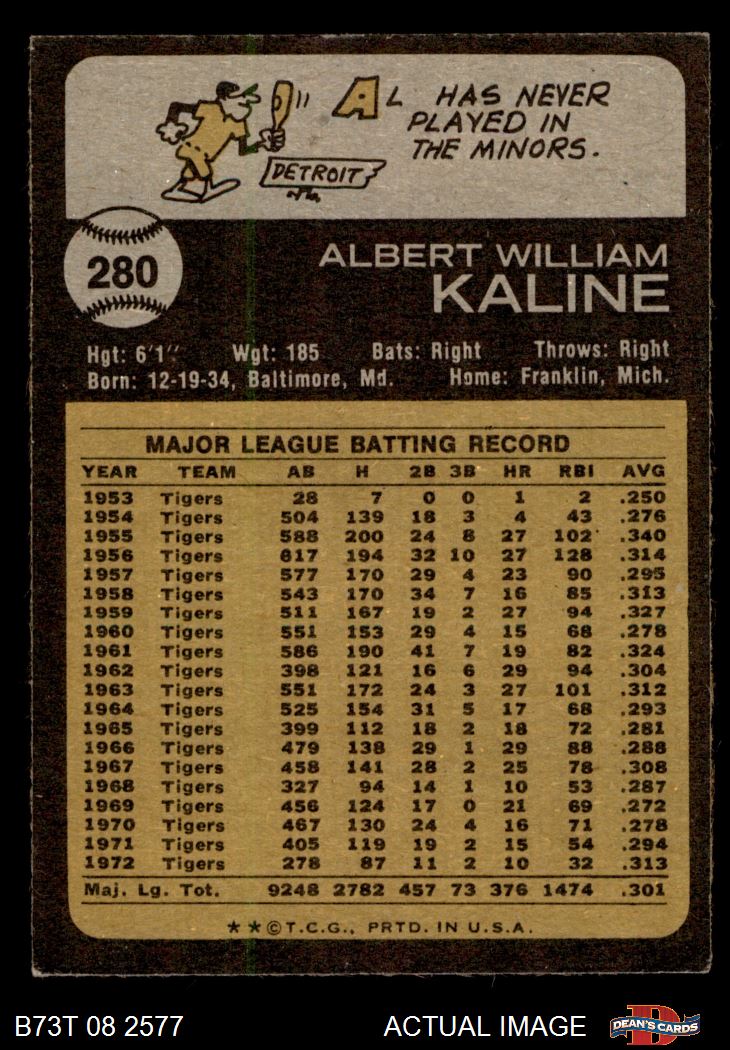 AL HAS NEVER
PLAYED IN
THE MINORS.
DETROIT
280
ALBERT WILLIAM
KALINE
Hgt: 6'1" Wgt: 185 Bats: Right Throws: Right
Born: 12-19-34, Baltimore, Md. Home: Franklin, Mich.
MAJOR LEAGUE BATTING RECORD
YEAR TEAM AB H 2B 3B HR RBI AVG
1953 Tigers 28 7 0 0 1 2 .250
1954 Tigers 504 139 18 3 4 43 .276
1955 Tigers 588 200 24 8 27 102 .340
1956 Tigers 617 194 32 10 27 128 .314
1957 Tigers 577 170 29 4 23 90 .295
1958 Tigers 543 170 34 7 16 85 .313
1959 Tigers 511 167 19 2 27 94 .327
1960 Tigers 551 153 29 4 15 68 .278
1961 Tigers 586 190 41 7 19 82 .324
1962 Tigers 398 121 16 6 29 94 .304
1963 Tigers 551 172 24 3 27 101 .312
1964 Tigers 525 154 31 5 17 68 .293
1965 Tigers 399 112 18 2 18 72 .281
1966 Tigers 479 138 29 1 29 88 .288
1967 Tigers 458 141 28 2 25 78 .308
1968 Tigers 327 94 14 1 10 53 .287
1969 Tigers 456 124 17 0 21 69 .272
1970 Tigers 467 130 24 4 16 71 .278
1971 Tigers 405 119 19 2 15 54 .294
1972 Tigers 278 87 11 2 10 32 .313
Maj. Lg. Tot. 9248 2782 457 73 376 1474 .301
★★©T.C.G., PRTD. IN U.S.A.
B73T 08 2577 ACTUAL IMAGE D DEAN'S CARDS